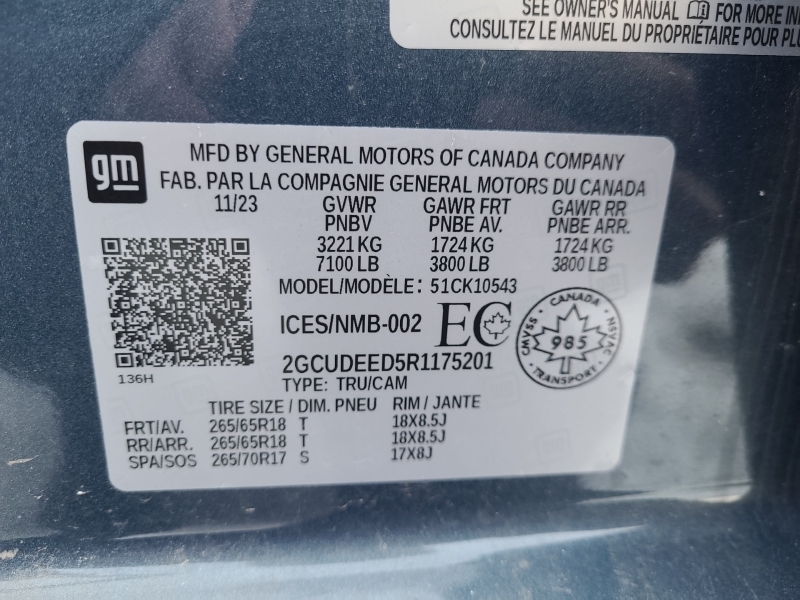 SEE OWNER'S MANUAL FOR MORE
CONSULTEZ LE MANUEL DU PROPRIÉTAIRE POUR
gm
MFD BY GENERAL MOTORS OF CANADA COMPANY
FAB. PAR LA COMPAGNIE GENERAL MOTORS DU CANADA
11/23 GVWR GAWR FRT GAWR RR
PNBV PNBE AV. PNBE ARR.
3221 KG 1724 KG 1724 KG
7100 LB 3800 LB 3800 LB
MODEL/MODÈLE: 51CK10543
ICES/NMB-002 EC
CANADA
CMVSS 985 NSVAC
TRANSPORT
2GCUDEED5R1175201
136H
TYPE: TRU/CAM
TIRE SIZE / DIM. PNEU RIM / JANTE
FRT/AV. 265/65R18 T 18X8.5J
RR/ARR. 265/65R18 T 18X8.5J
SPA/SOS 265/70R17 S 17X8J